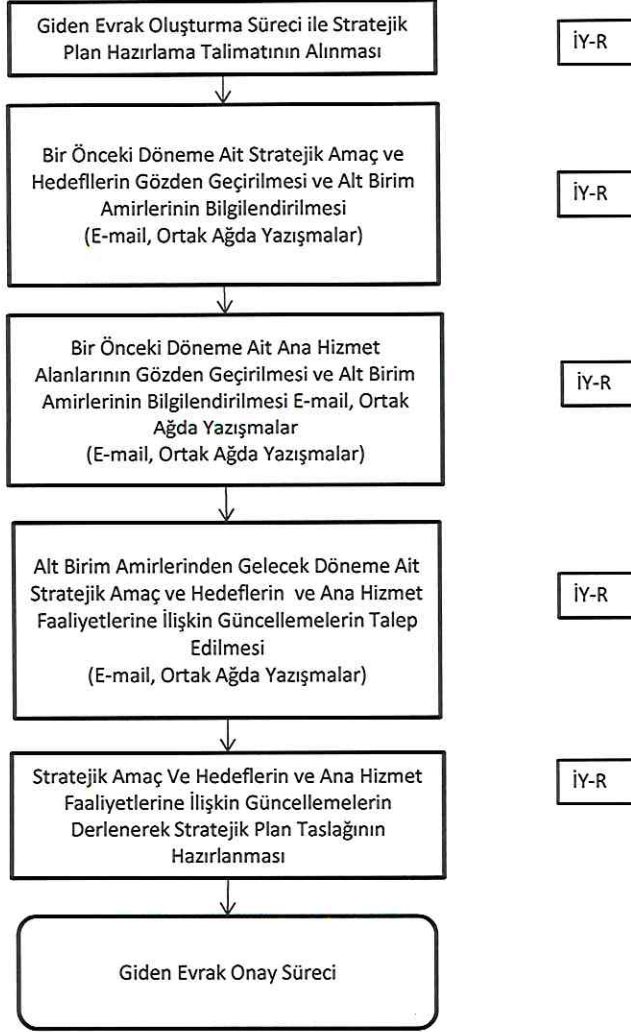 Giden Evrak Oluşturma Süreci ile Stratejik
Plan Hazırlama Talimatının Alınması
İY-R
Bir Önceki Döneme Ait Stratejik Amaç ve
Hedefllerin Gözden Geçirilmesi ve Alt Birim
Amirlerinin Bilgilendirilmesi
(E-mail, Ortak Ağda Yazışmalar)
İY-R
Bir Önceki Döneme Ait Ana Hizmet
Alanlarının Gözden Geçirilmesi ve Alt Birim
Amirlerinin Bilgilendirilmesi E-mail, Ortak
Ağda Yazışmalar
(E-mail, Ortak Ağda Yazışmalar)
İY-R
Alt Birim Amirlerinden Gelecek Döneme Ait
Stratejik Amaç ve Hedeflerin ve Ana Hizmet
Faaliyetlerine İlişkin Güncellemelerin Talep
Edilmesi
(E-mail, Ortak Ağda Yazışmalar)
İY-R
Stratejik Amaç Ve Hedeflerin ve Ana Hizmet
Faaliyetlerine İlişkin Güncellemelerin
Derlenerek Stratejik Plan Taslağının
Hazırlanması
İY-R
Giden Evrak Onay Süreci